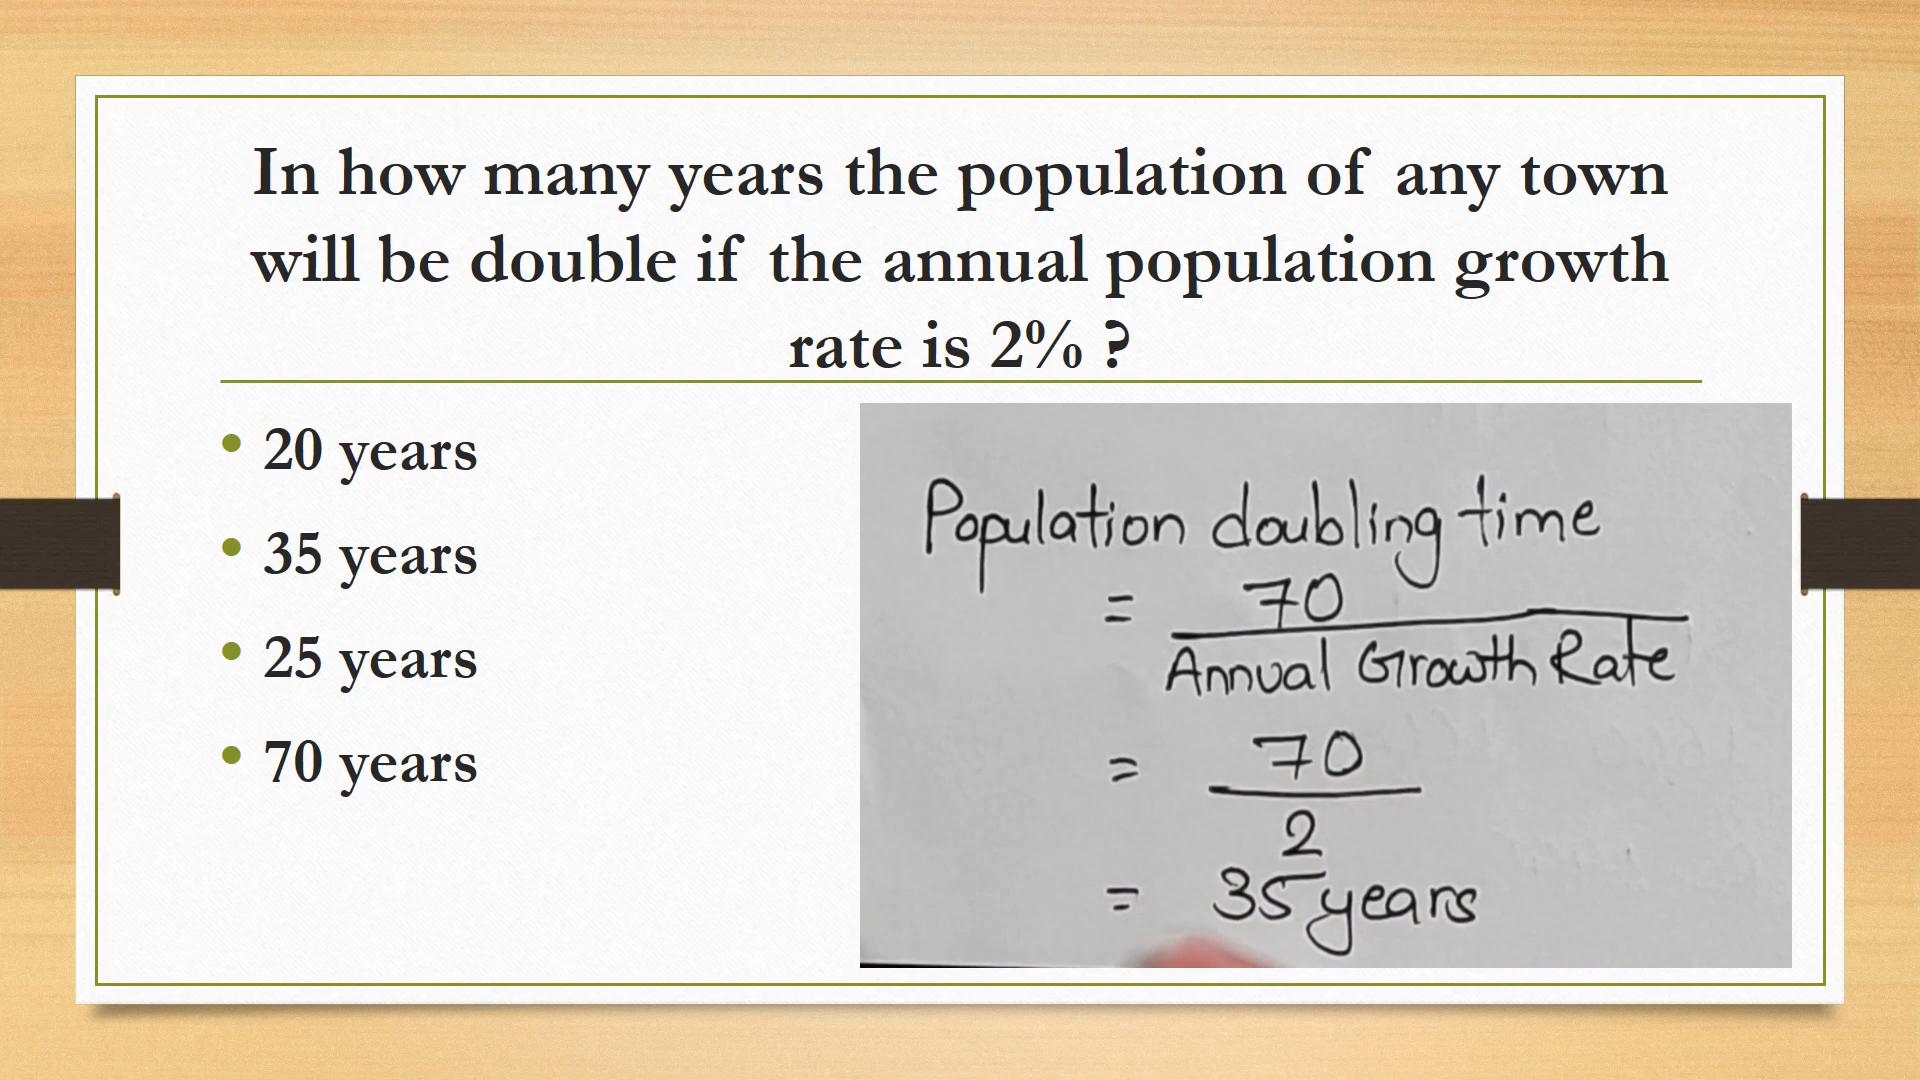 In how many years the population of any town
will be double if the annual population growth
rate is 2% ?
• 20 years
• 35 years
• 25 years
• 70 years
Population doubling time
= 70
Annual Growth Rate
= 70
2
= 35 years